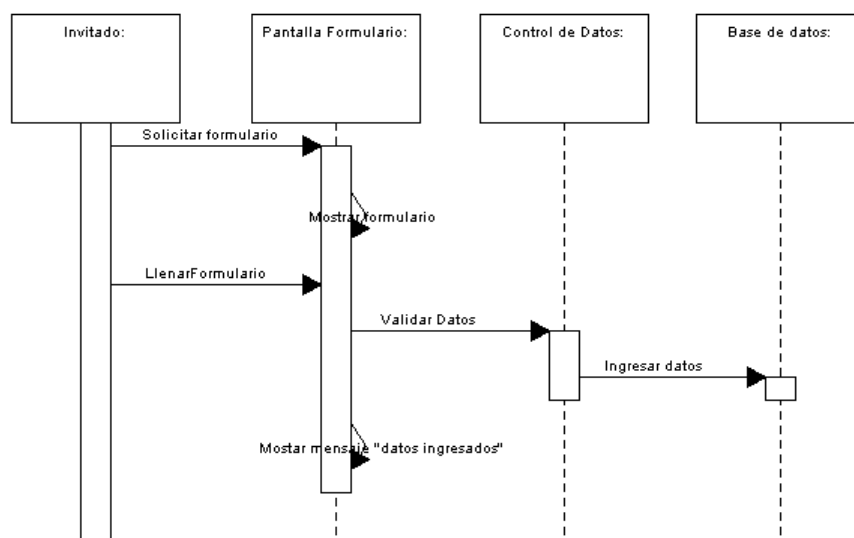 Invitado:
Pantalla Formulario:
Control de Datos:
Base de datos:
Solicitar formulario
Mostrar formulario
LlenarFormulario
Validar Datos
Ingresar datos
Mostar mensaje "datos ingresados"